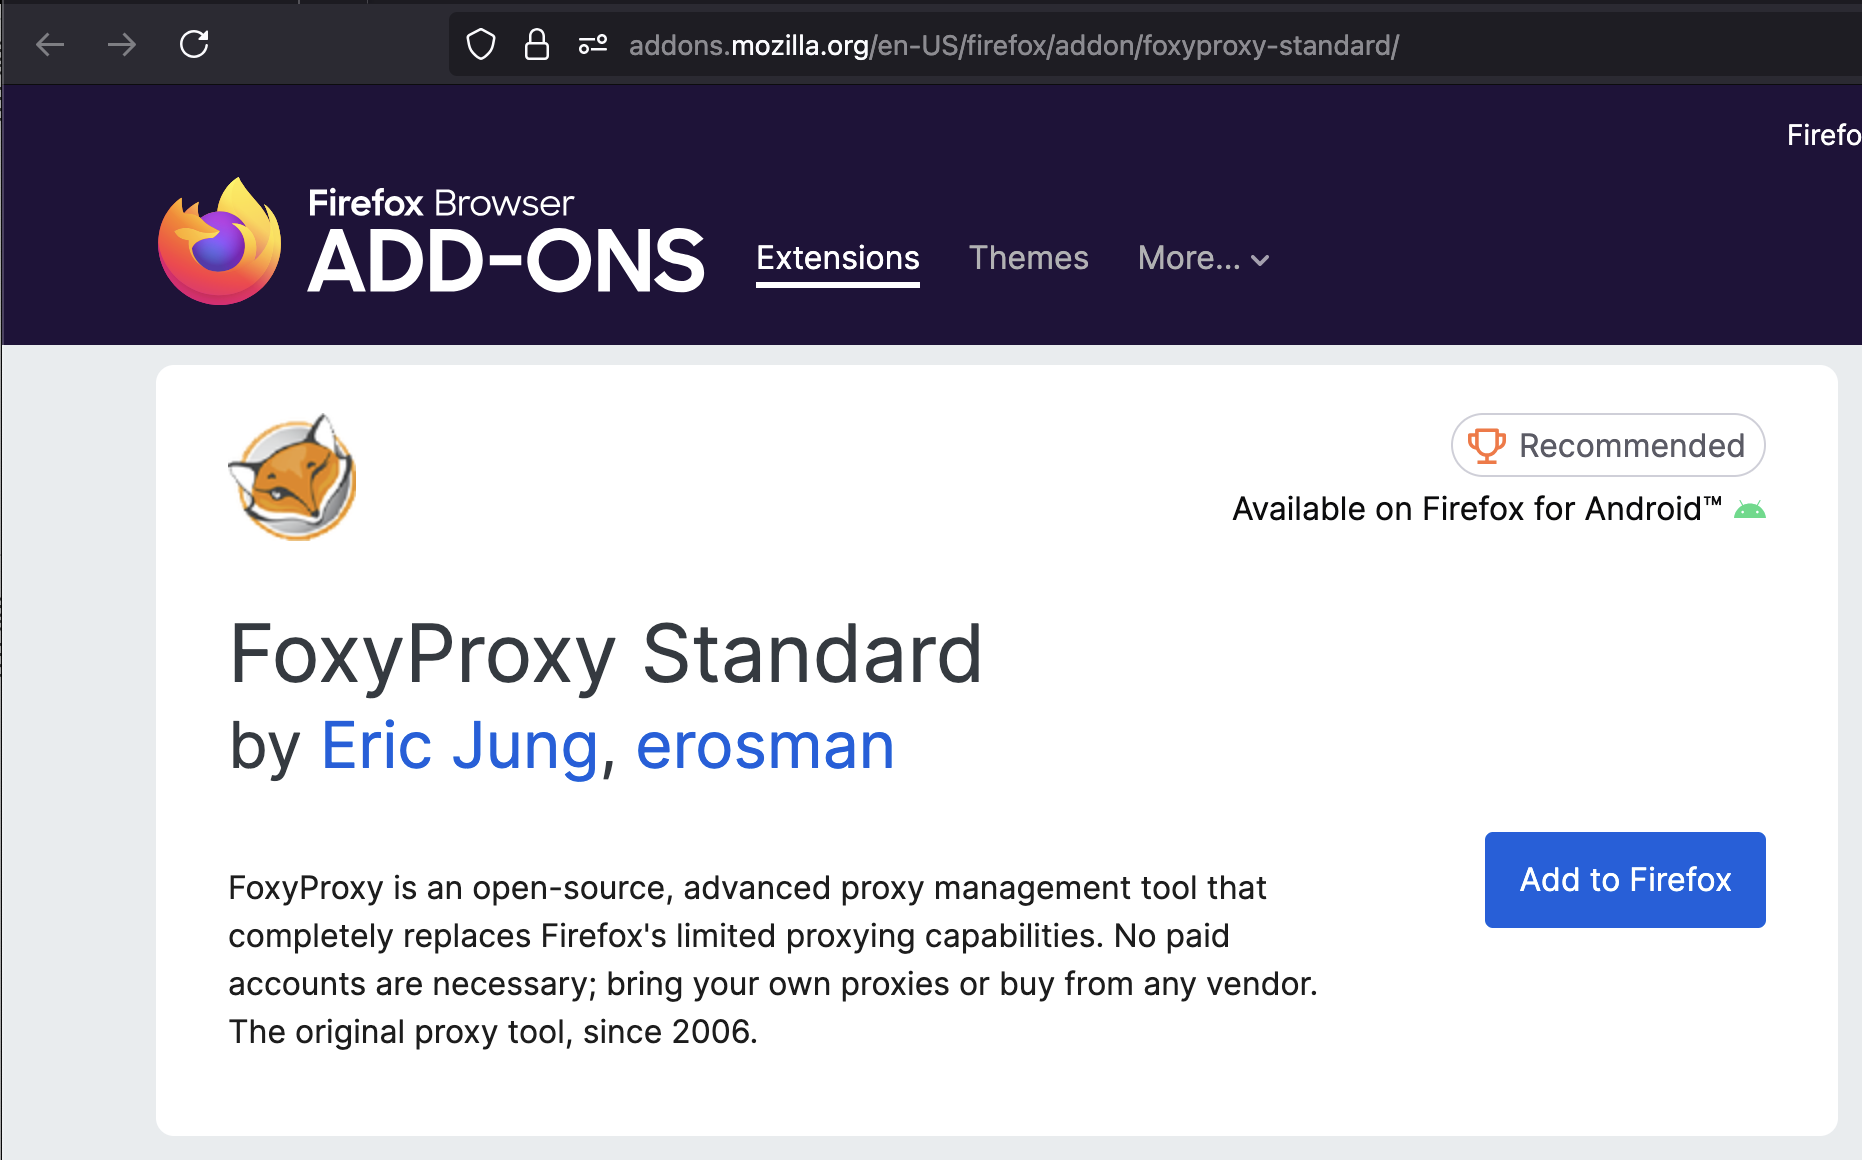 addons.mozilla.org/en-US/firefox/addon/foxyproxy-standard/
Firefo
Firefox Browser
ADD-ONS
Extensions
Themes
More...
Recommended
Available on Firefox for Android™
FoxyProxy Standard
by Eric Jung, erosman
FoxyProxy is an open-source, advanced proxy management tool that
completely replaces Firefox's limited proxying capabilities. No paid
accounts are necessary; bring your own proxies or buy from any vendor.
The original proxy tool, since 2006.
Add to Firefox